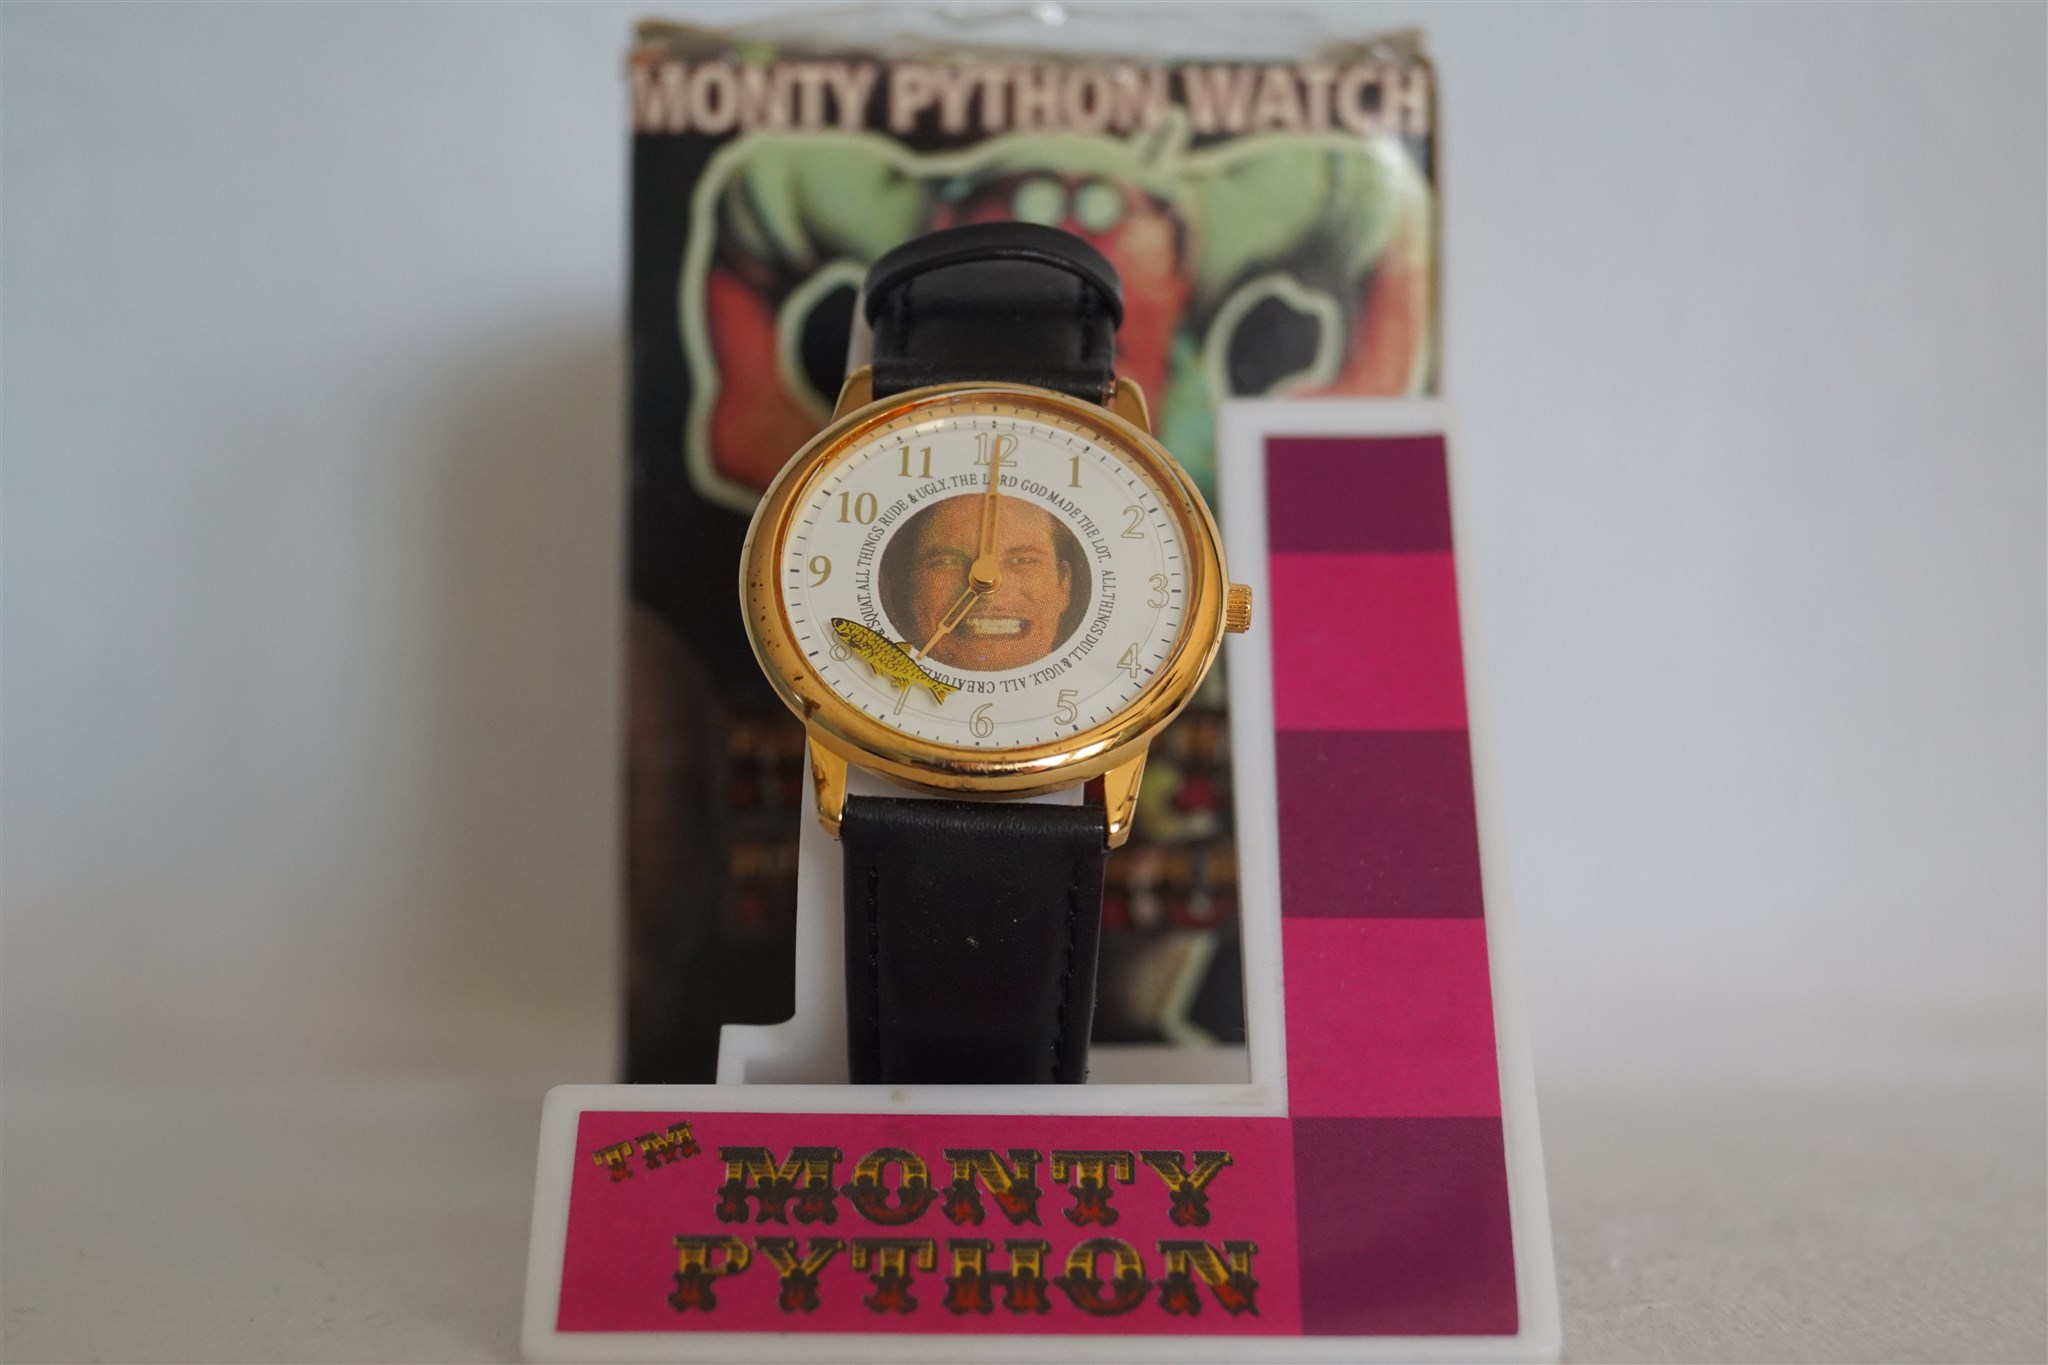 MONTY PYTHON WATCH
12
1
2
3
4
5
6
7
8
9
10
11
THE LORD GOD MADE THE LOT. ALL THINGS DULL & UGLY. ALL CREATURES & SQUAT. ALL THINGS RUDE & UGLY,
TM
MONTY
PYTHON